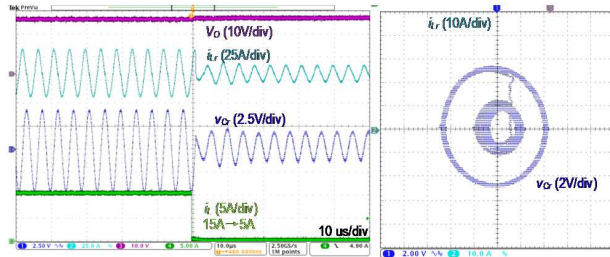 Tek PreVu
V_O (10V/div)
i_Lr (25A/div)
v_Cr (2.5V/div)
i_L (5A/div)
15A→5A
10 us/div
1 2.50 V
2 25.0 A
3 10.0 V
4 5.00 A
10.0μs
2.50GS/s
1M points
4 4.90 A
i_Lr (10A/div)
v_Cr (2V/div)
1 2.00 V
2 10.0 A